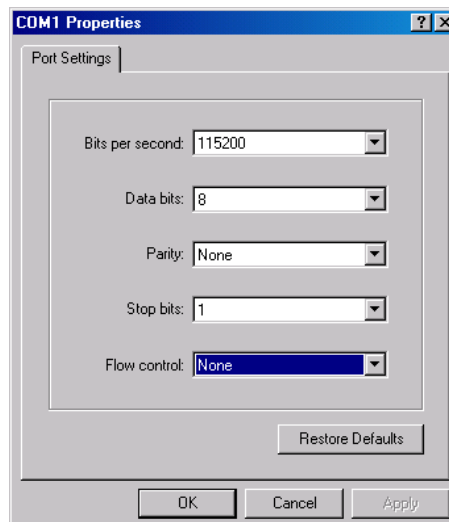 COM1 Properties
Port Settings
Bits per second: 115200
Data bits: 8
Parity: None
Stop bits: 1
Flow control: None
Restore Defaults
OK Cancel Apply